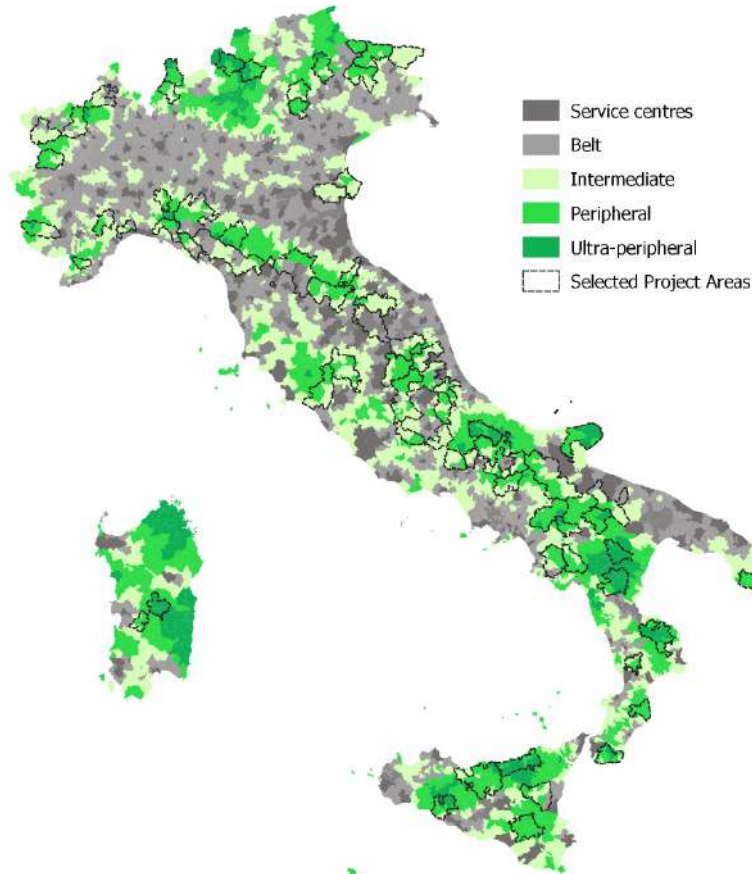 Service centres
Belt
Intermediate
Peripheral
Ultra-peripheral
Selected Project Areas